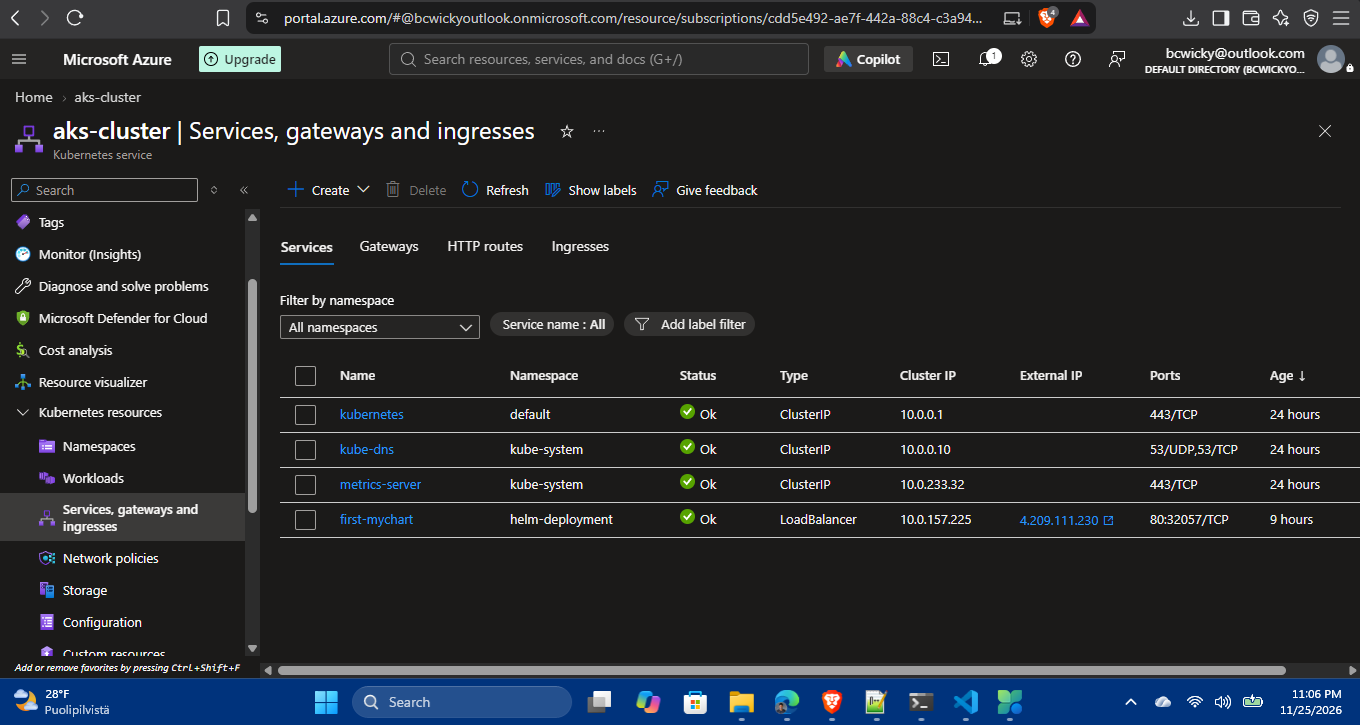 portal.azure.com/#@bcwickyoutlook.onmicrosoft.com/resource/subscriptions/cdd5e492-ae7f-442a-88c4-c3a94...
4
Microsoft Azure
Upgrade
Search resources, services, and docs (G+/)
Copilot
1
bcwicky@outlook.com
DEFAULT DIRECTORY (BCWICKYO...
Home > aks-cluster
aks-cluster | Services, gateways and ingresses
Kubernetes service
Search
Create
Delete
Refresh
Show labels
Give feedback
Tags
Monitor (Insights)
Diagnose and solve problems
Microsoft Defender for Cloud
Cost analysis
Resource visualizer
Kubernetes resources
Namespaces
Workloads
Services, gateways and
ingresses
Network policies
Storage
Configuration
Custom resources
Add or remove favorites by pressing Ctrl+Shift+F
Services Gateways HTTP routes Ingresses
Filter by namespace
All namespaces
Service name : All
Add label filter
Name Namespace Status Type Cluster IP External IP Ports Age ↓
kubernetes default Ok ClusterIP 10.0.0.1 443/TCP 24 hours
kube-dns kube-system Ok ClusterIP 10.0.0.10 53/UDP,53/TCP 24 hours
metrics-server kube-system Ok ClusterIP 10.0.233.32 443/TCP 24 hours
first-mychart helm-deployment Ok LoadBalancer 10.0.157.225 4.209.111.230 80:32057/TCP 9 hours
28°F
Puolipilvistä
Search
11:06 PM
11/25/2026